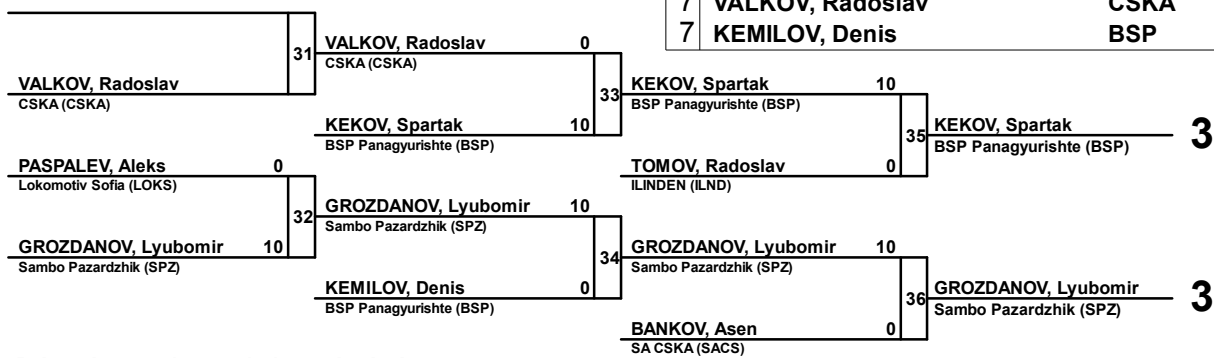 7 VALKOV, Radoslav CSKA
7 KEMILOV, Denis BSP
31
VALKOV, Radoslav 0
CSKA (CSKA)
VALKOV, Radoslav
CSKA (CSKA)
33
KEKOV, Spartak 10
BSP Panagyurishte (BSP)
KEKOV, Spartak 10
BSP Panagyurishte (BSP)
35
KEKOV, Spartak
BSP Panagyurishte (BSP)
3
PASPALEV, Aleks 0
Lokomotiv Sofia (LOKS)
TOMOV, Radoslav 0
ILINDEN (ILND)
32
GROZDANOV, Lyubomir 10
Sambo Pazardzhik (SPZ)
GROZDANOV, Lyubomir 10
Sambo Pazardzhik (SPZ)
34
GROZDANOV, Lyubomir 10
Sambo Pazardzhik (SPZ)
KEMILOV, Denis 0
BSP Panagyurishte (BSP)
36
GROZDANOV, Lyubomir
Sambo Pazardzhik (SPZ)
3
BANKOV, Asen 0
SA CSKA (SACS)